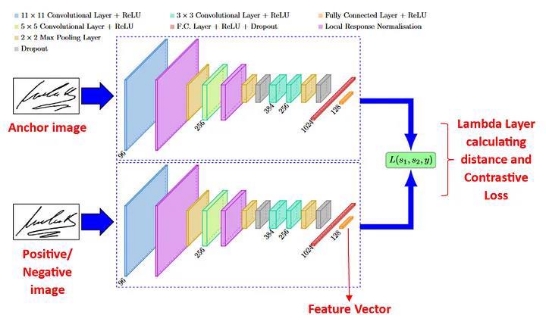 11 × 11 Convolutional Layer + ReLU
3 × 3 Convolutional Layer + ReLU
Fully Connected Layer + ReLU
5 × 5 Convolutional Layer + ReLU
F.C. Layer + ReLU + Dropout
Local Response Normalisation
2 × 2 Max Pooling Layer
Dropout
Anchor image
96
256
384
256
1024
128
L(s₁, s₂, y)
Lambda Layer
calculating
distance and
Contrastive
Loss
Positive/
Negative
image
96
256
384
256
1024
128
Feature Vector